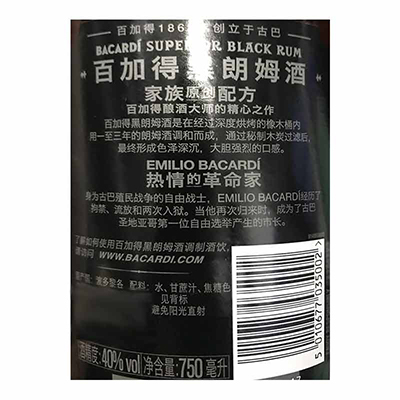 百加得186 创立于古巴
BACARDÍ SUPERIOR BLACK RUM
百加得黑朗姆酒
家族原创配方
百加得酿酒大师的精心之作
百加得黑朗姆酒是在经过深度烘烤的橡木桶内
用一至三年的朗姆酒调和而成，通过秘制木炭过滤后，
最终形成色泽深沉，大胆强烈的口感。
EMILIO BACARDÍ
热情的革命家
身为古巴殖民战争的自由战士，EMILIO BACARDÍ经历了
拘禁、流放和两次入狱。当他再次归来时，成为了古巴
圣地亚哥第一位自由选举产生的市长。
了解如何使用百加得黑朗姆酒调制酒饮，
请访问 WWW.BACARDI.COM
原产国：波多黎各 配料：水、甘蔗汁、焦糖色
见背标
避免阳光直射
酒精度：40%vol 净含量：750毫升
5 010677 035002